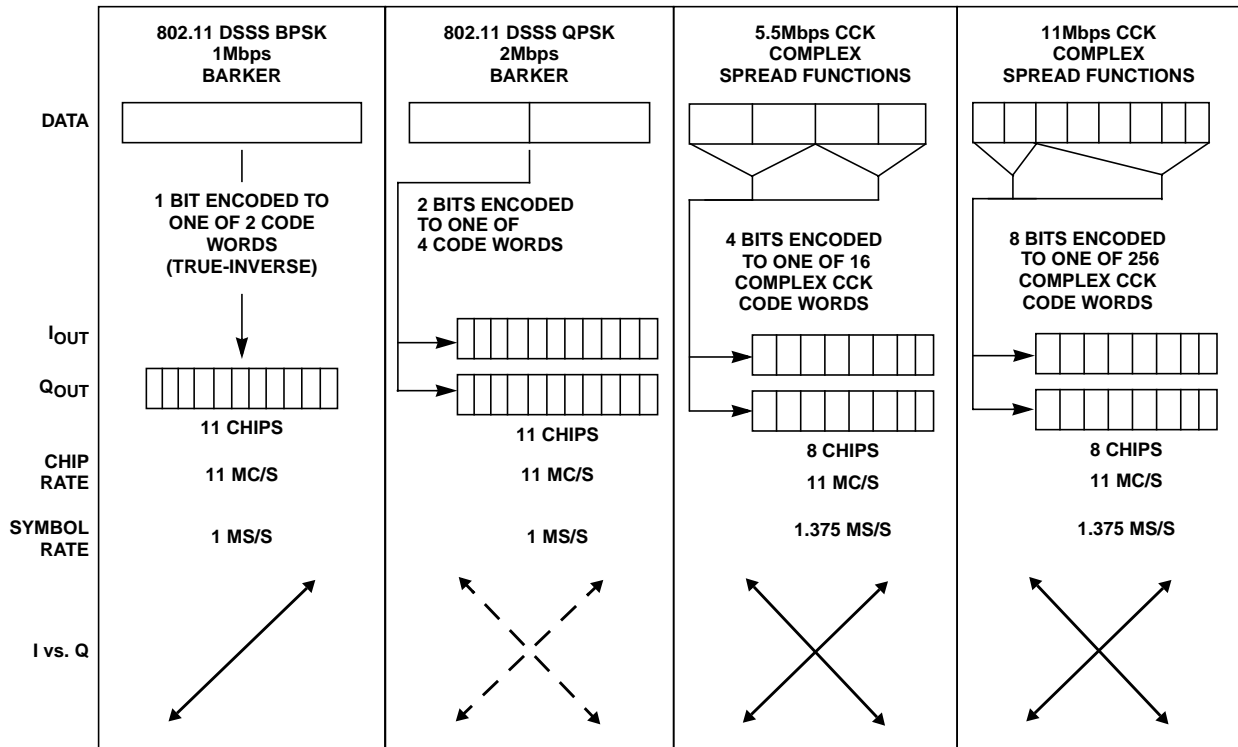 802.11 DSSS BPSK
1Mbps
BARKER
802.11 DSSS QPSK
2Mbps
BARKER
5.5Mbps CCK
COMPLEX
SPREAD FUNCTIONS
11Mbps CCK
COMPLEX
SPREAD FUNCTIONS
DATA
1 BIT ENCODED TO
ONE OF 2 CODE
WORDS
(TRUE-INVERSE)
2 BITS ENCODED
TO ONE OF
4 CODE WORDS
4 BITS ENCODED
TO ONE OF 16
COMPLEX CCK
CODE WORDS
8 BITS ENCODED
TO ONE OF 256
COMPLEX CCK
CODE WORDS
IOUT
QOUT
11 CHIPS
11 CHIPS
8 CHIPS
8 CHIPS
CHIP
RATE
11 MC/S
11 MC/S
11 MC/S
11 MC/S
SYMBOL
RATE
1 MS/S
1 MS/S
1.375 MS/S
1.375 MS/S
I vs. Q